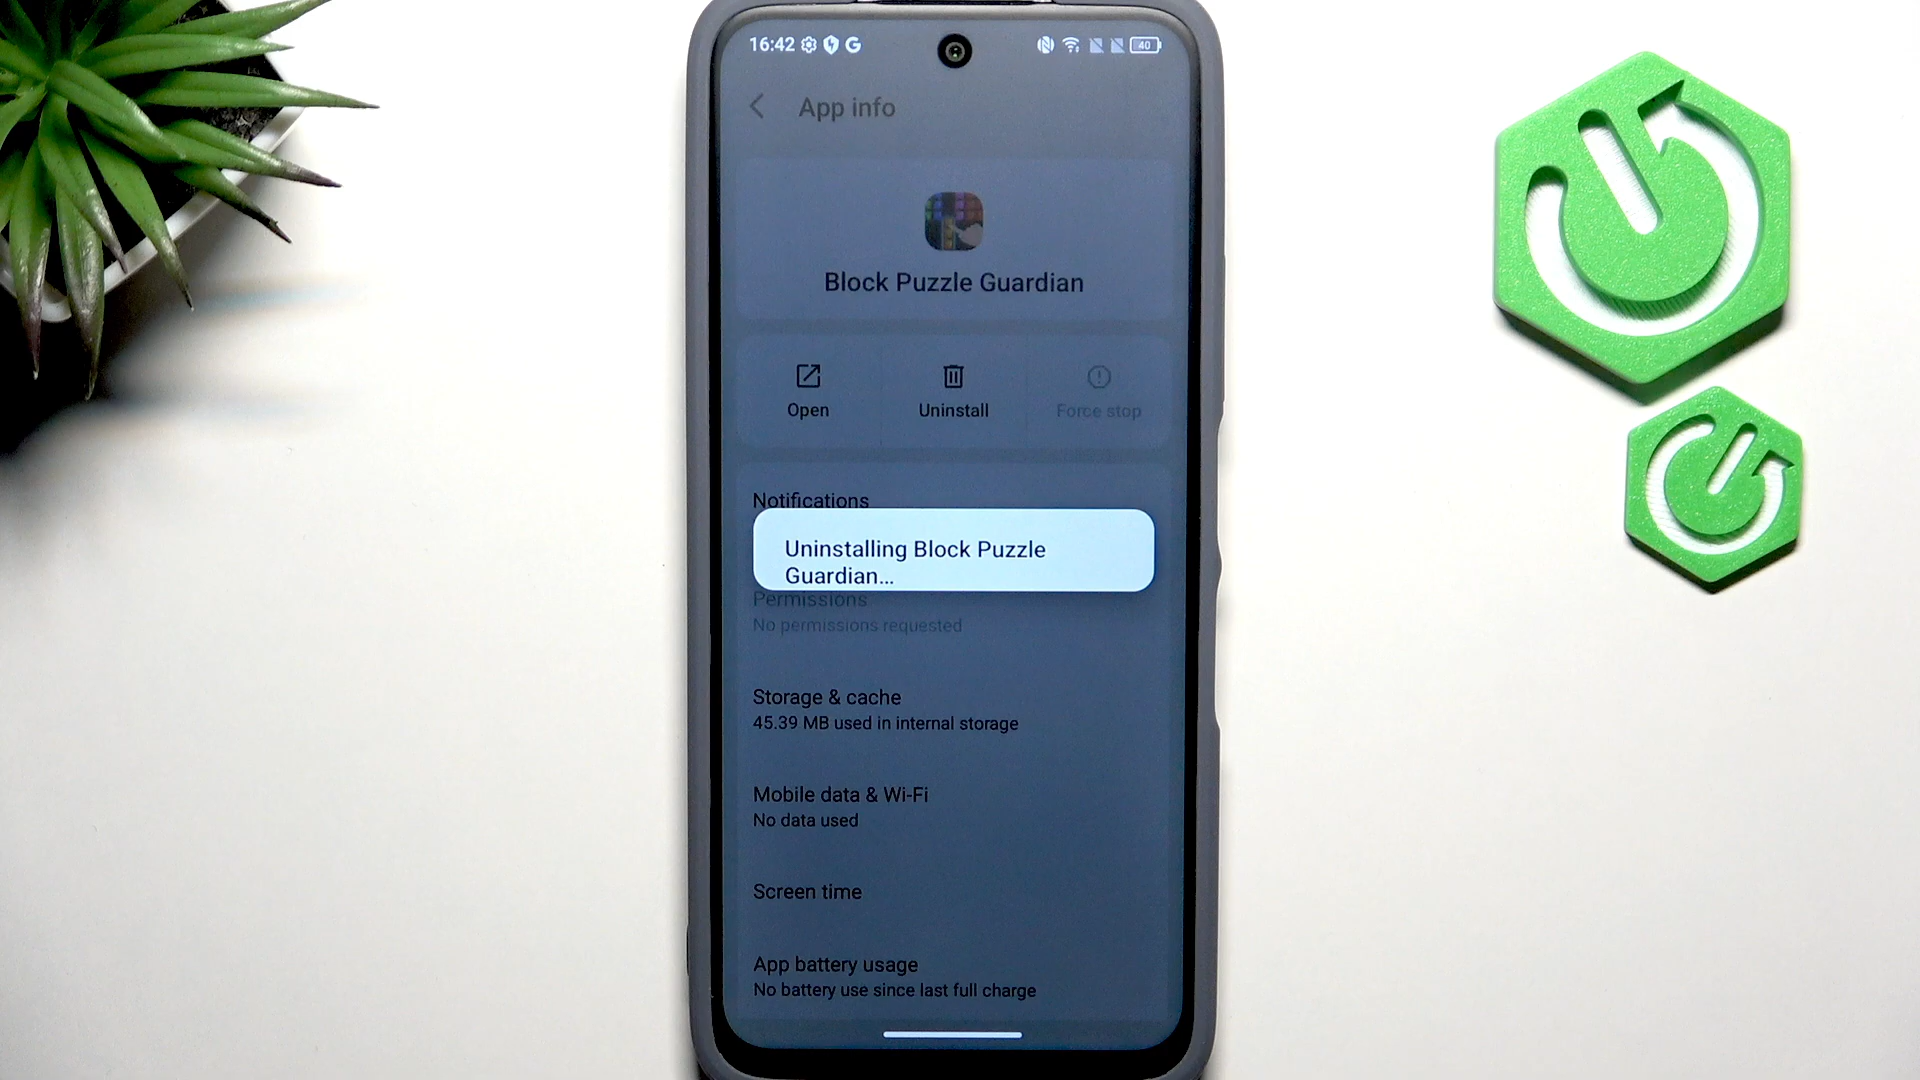 16:42
40
App info
Block Puzzle Guardian
Open
Uninstall
Force stop
Notifications
Uninstalling Block Puzzle
Guardian...
Permissions
No permissions requested
Storage & cache
45.39 MB used in internal storage
Mobile data & Wi-Fi
No data used
Screen time
App battery usage
No battery use since last full charge